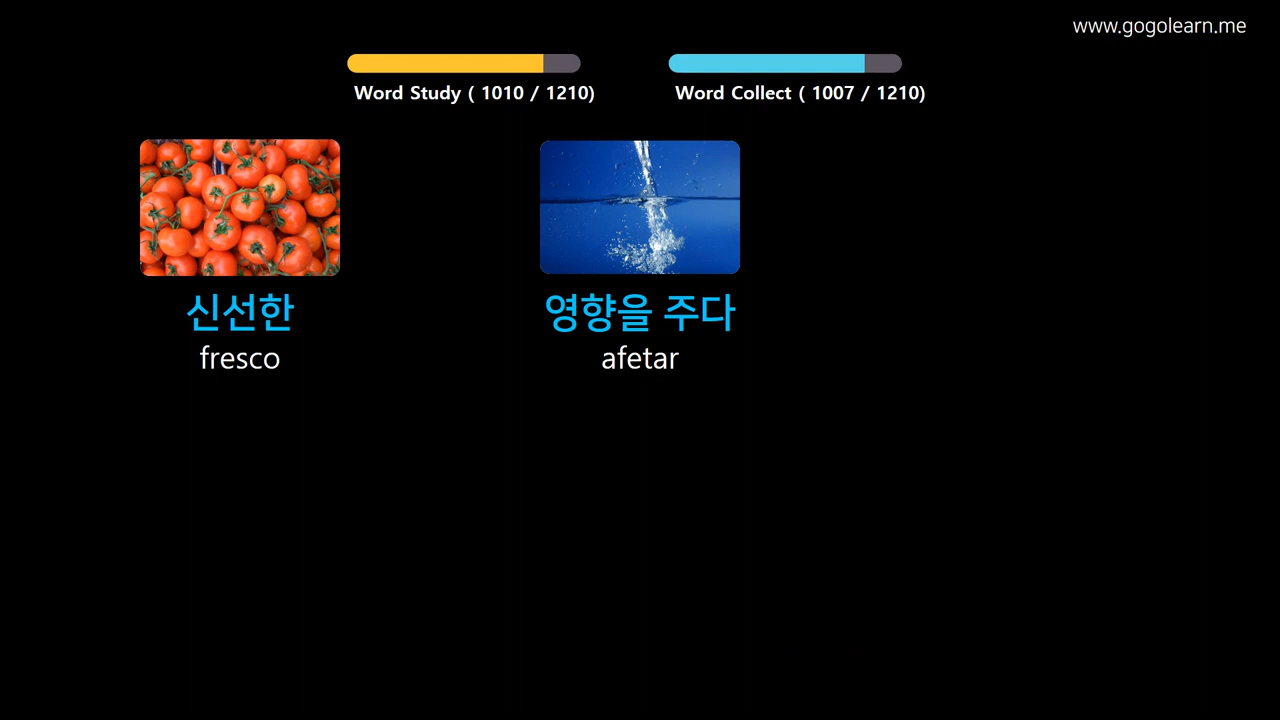 www.gogolearn.me
Word Study ( 1010 / 1210)
Word Collect ( 1007 / 1210)
신선한
fresco
영향을 주다
afetar